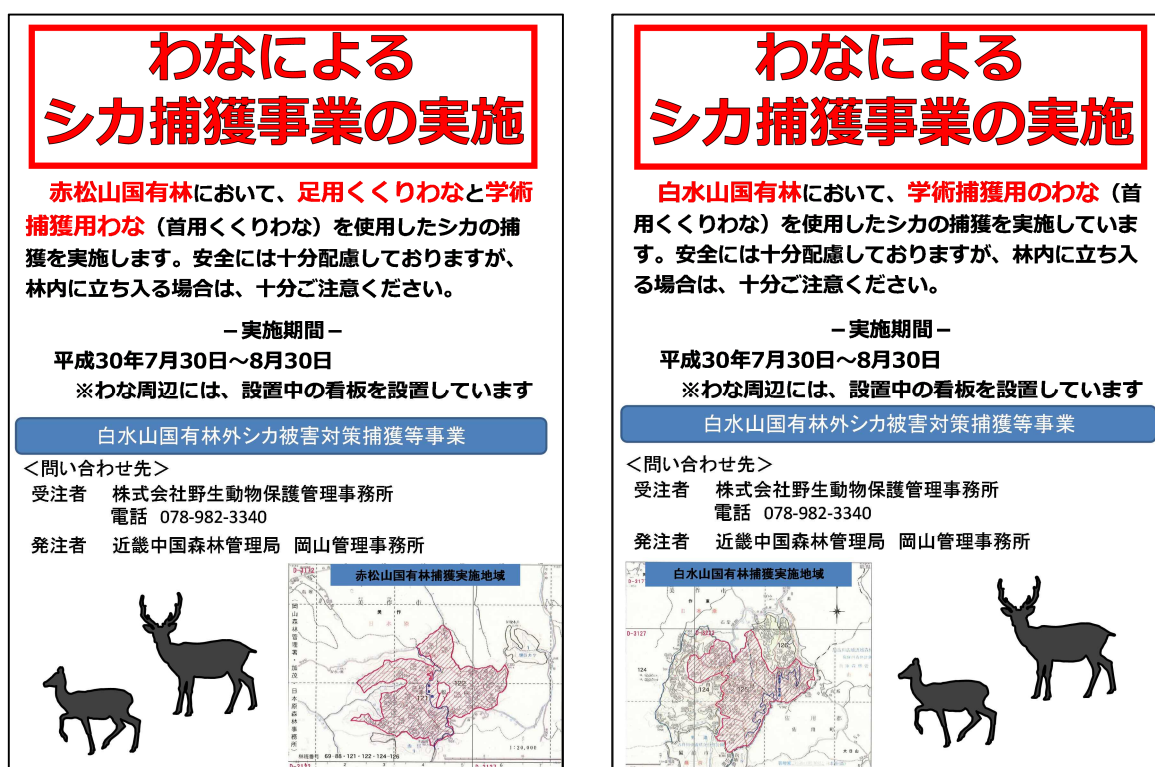 わなによる
シカ捕獲事業の実施
赤松山国有林において、足用くくりわなと学術
捕獲用わな（首用くくりわな）を使用したシカの捕
獲を実施します。安全には十分配慮しておりますが、
林内に立ち入る場合は、十分ご注意ください。
－実施期間－
平成30年7月30日～8月30日
※わな周辺には、設置中の看板を設置しています
白水山国有林外シカ被害対策捕獲等事業
＜問い合わせ先＞
受注者 株式会社野生動物保護管理事務所
電話 078-982-3340
発注者 近畿中国森林管理局 岡山管理事務所
赤松山国有林捕獲実施地域
1:20,000
69・88・121・122・124・126
わなによる
シカ捕獲事業の実施
白水山国有林において、学術捕獲用のわな（首
用くくりわな）を使用したシカの捕獲を実施していま
す。安全には十分配慮しておりますが、林内に立ち入
る場合は、十分ご注意ください。
－実施期間－
平成30年7月30日～8月30日
※わな周辺には、設置中の看板を設置しています
白水山国有林外シカ被害対策捕獲等事業
＜問い合わせ先＞
受注者 株式会社野生動物保護管理事務所
電話 078-982-3340
発注者 近畿中国森林管理局 岡山管理事務所
白水山国有林捕獲実施地域
D-3127
124
124
126